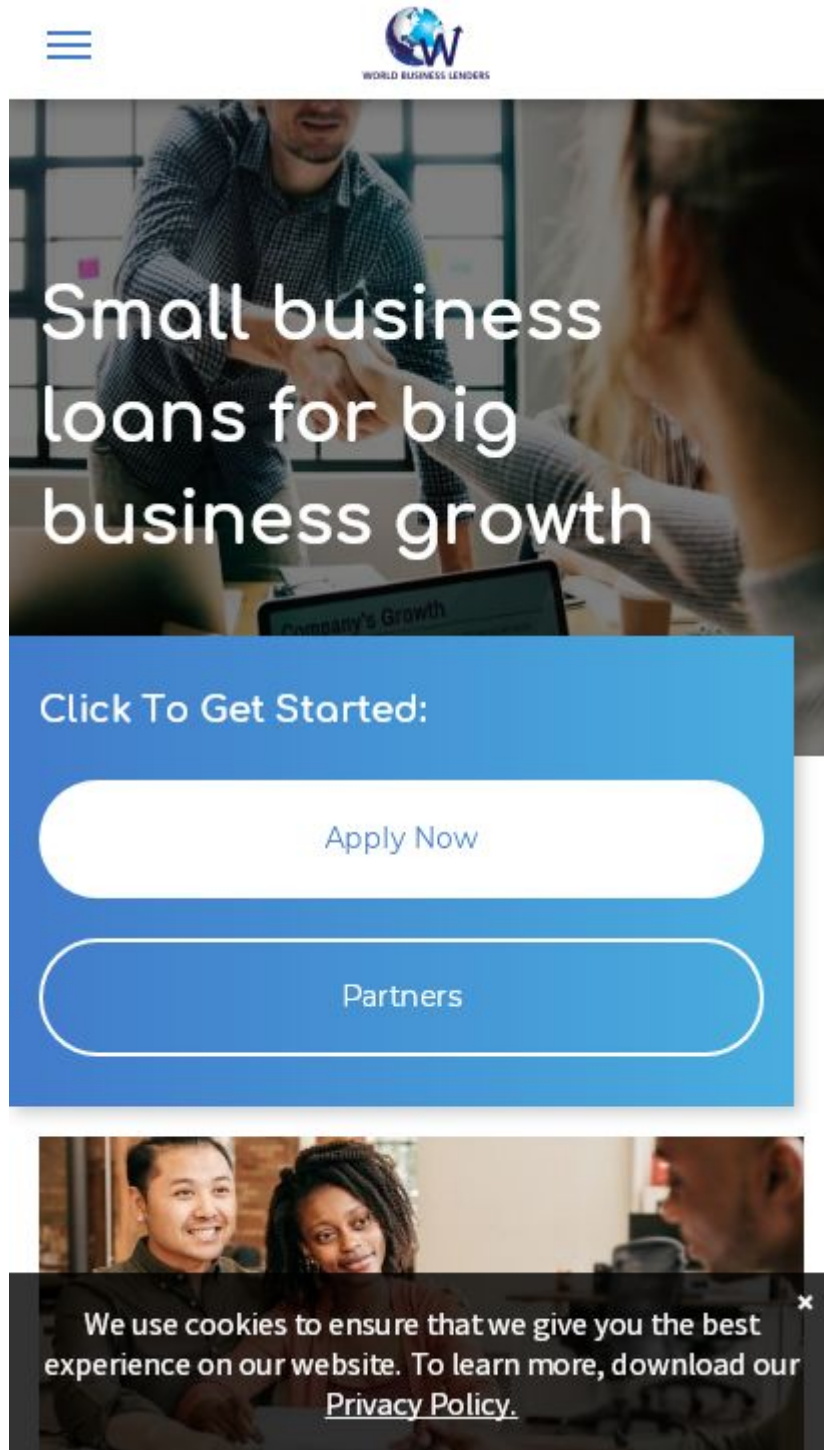 WORLD BUSINESS LENDERS
Small business
loans for big
business growth
Company's Growth
Click To Get Started:
Apply Now
Partners
We use cookies to ensure that we give you the best
experience on our website. To learn more, download our
Privacy Policy.